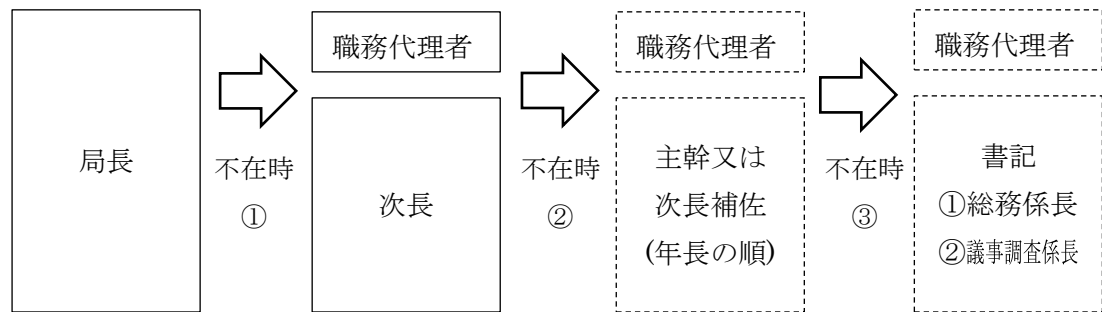 局長
不在時
①
職務代理者
次長
不在時
②
職務代理者
主幹又は
次長補佐
(年長の順)
不在時
③
職務代理者
書記
①総務係長
②議事調査係長